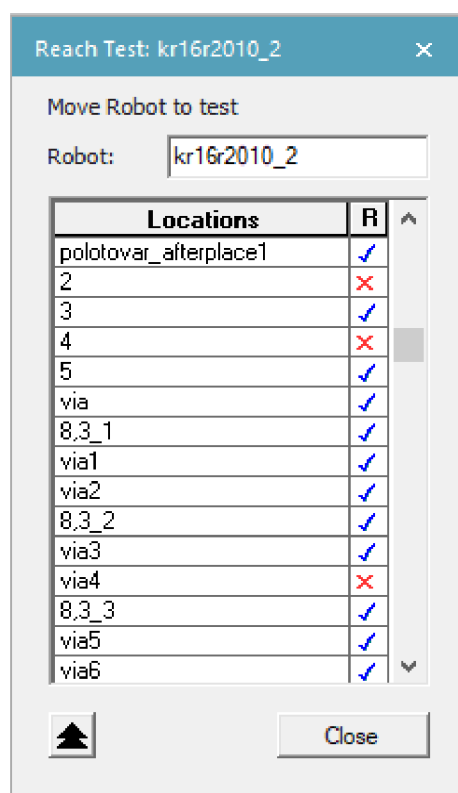 Reach Test: kr16r2010_2
Move Robot to test
Robot: kr16r2010_2
Locations R
polotovar_afterplace1
2
3
4
5
via
8,3_1
via1
via2
8,3_2
via3
via4
8,3_3
via5
via6
Close